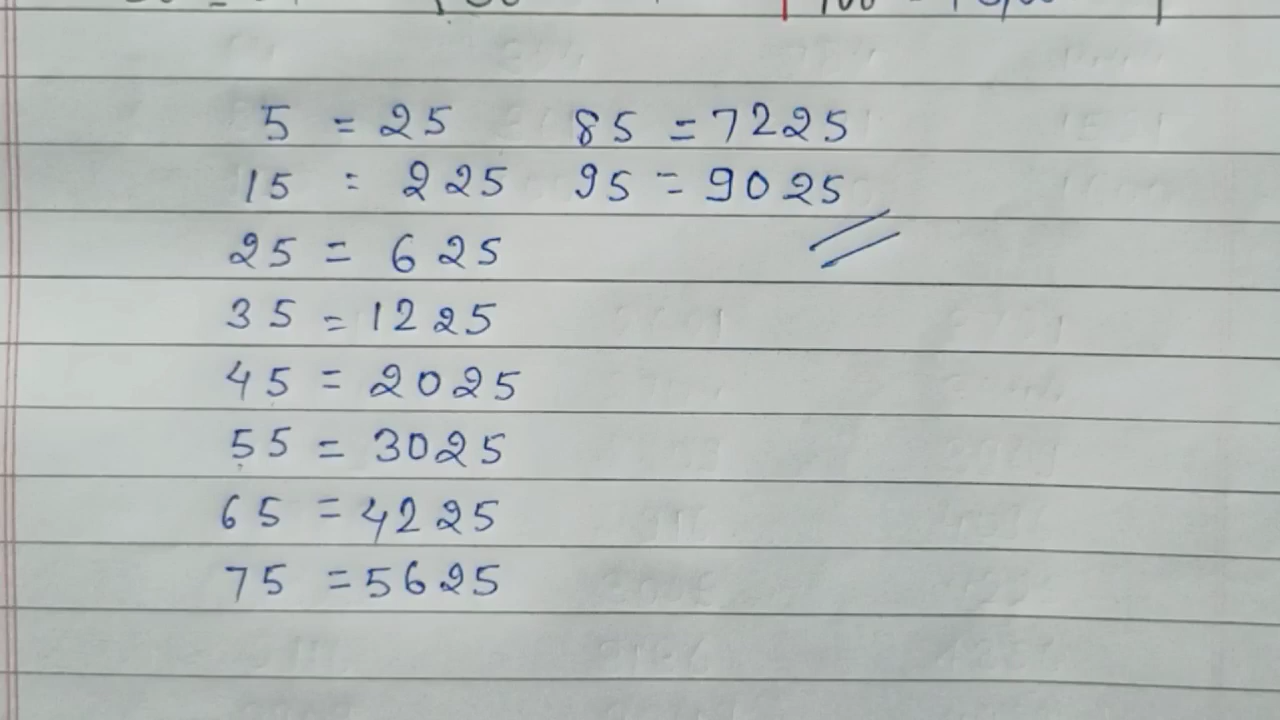 5 = 25
15 = 225
25 = 625
35 = 1225
45 = 2025
55 = 3025
65 = 4225
75 = 5625
85 = 7225
95 = 9025